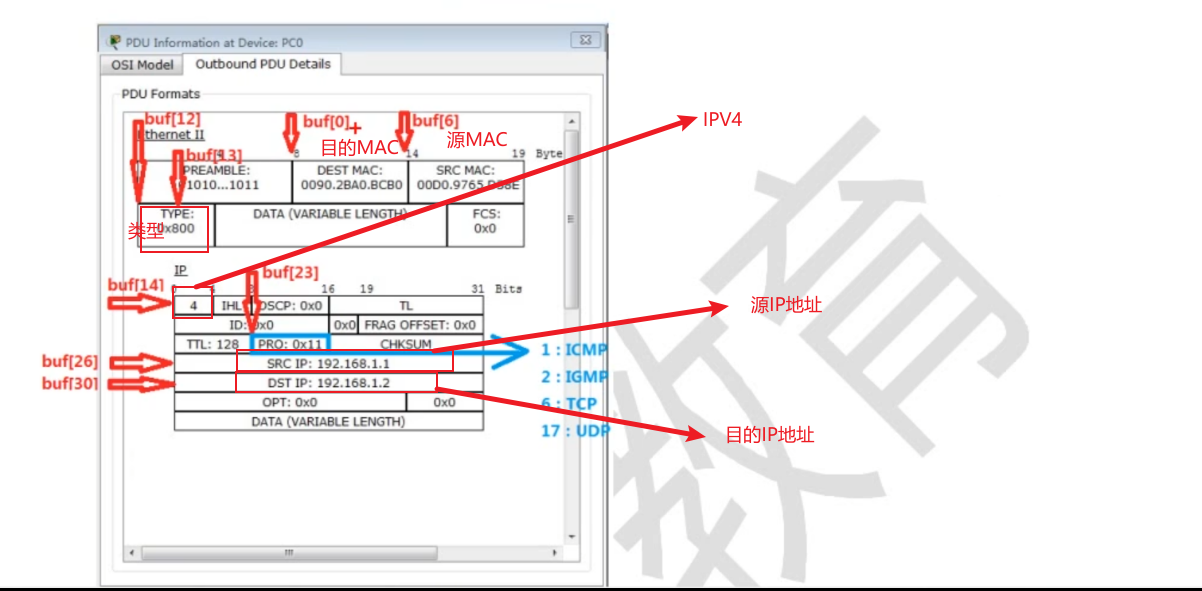 PDU Information at Device: PC0
OSI Model Outbound PDU Details
PDU Formats
buf[12] buf[0] buf[6]
Ethernet II 目的MAC 源MAC IPV4
buf[13] 8 14 19 Byte
PREAMBLE: DEST MAC: SRC MAC:
1010...1011 0090.2BA0.BCB0
TYPE: DATA (VARIABLE LENGTH) FCS:
类型 0x800 0x0
IP
buf[14] buf[23]
16 19 31 Bits
4 IHL DSCP: 0x0 TL
源IP地址
ID: 0x0 0x0 FRAG OFFSET: 0x0
TTL: 128 PRO: 0x11 CHKSUM
1 : ICMP
buf[26] SRC IP: 192.168.1.1
2 : IGMP
buf[30] DST IP: 192.168.1.2
OPT: 0x0 0x0
6 : TCP
DATA (VARIABLE LENGTH)
17 : UDP
目的IP地址
教育